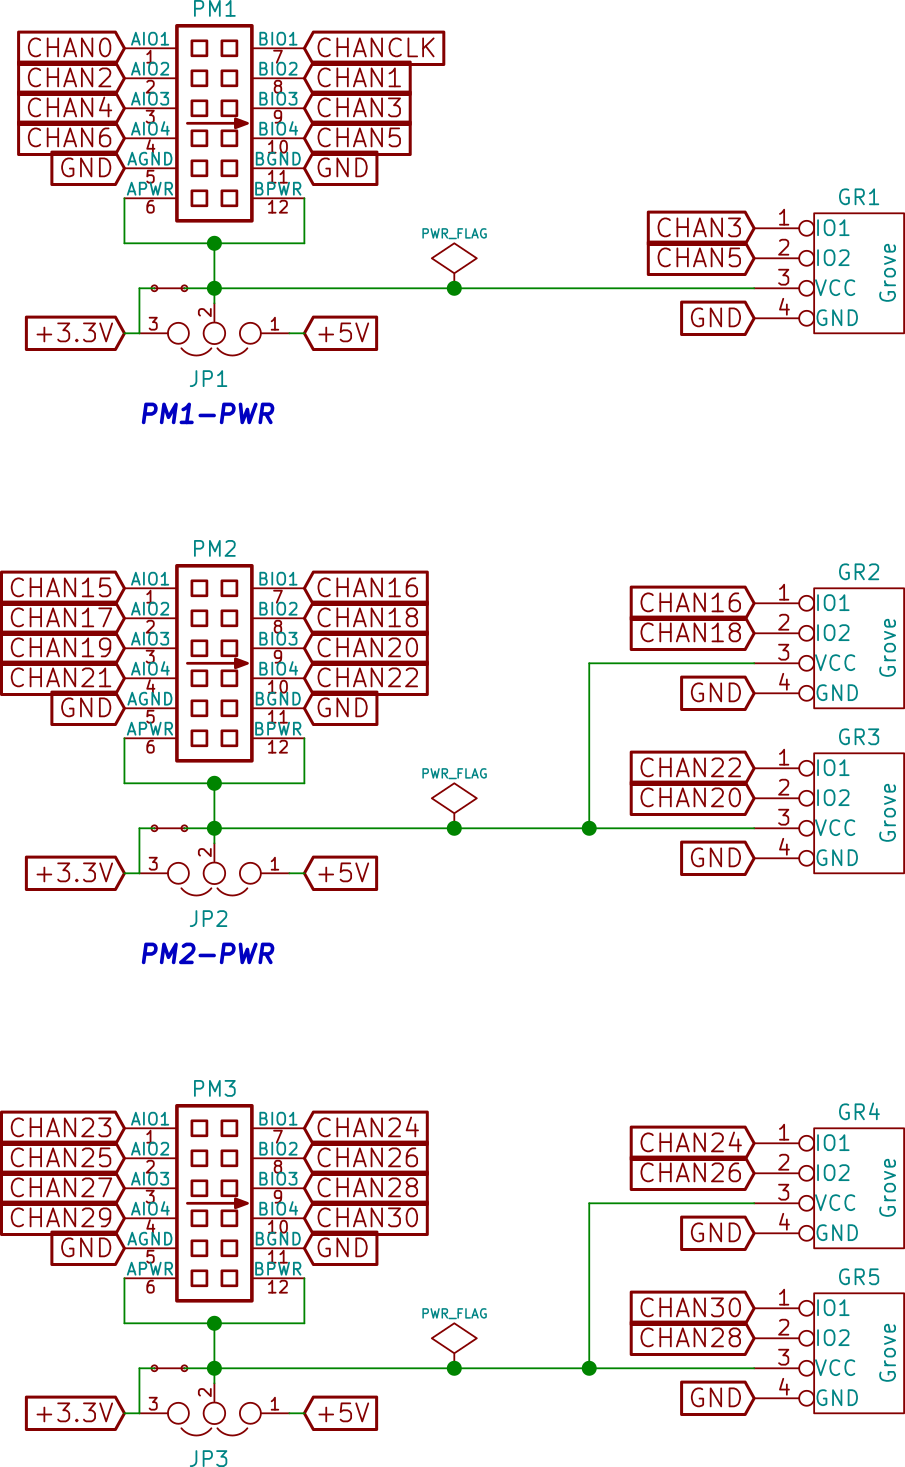 PM1
CHAN0 AIO1 1 BIO1 7 CHANCLK
CHAN2 AIO2 2 BIO2 8 CHAN1
CHAN4 AIO3 3 BIO3 9 CHAN3
CHAN6 AIO4 4 BIO4 10 CHAN5
GND AGND 5 BGND 11 GND
APWR 6 BPWR 12
PWR_FLAG
GR1
CHAN3 1 IO1
CHAN5 2 IO2
3 VCC
GND 4 GND
Grove
+3.3V 3 2 1 +5V
JP1
PM1-PWR
PM2
CHAN15 AIO1 1 BIO1 7 CHAN16
CHAN17 AIO2 2 BIO2 8 CHAN18
CHAN19 AIO3 3 BIO3 9 CHAN20
CHAN21 AIO4 4 BIO4 10 CHAN22
GND AGND 5 BGND 11 GND
APWR 6 BPWR 12
GR2
CHAN16 1 IO1
CHAN18 2 IO2
3 VCC
GND 4 GND
Grove
PWR_FLAG
GR3
CHAN22 1 IO1
CHAN20 2 IO2
3 VCC
GND 4 GND
Grove
+3.3V 3 2 1 +5V
JP2
PM2-PWR
PM3
CHAN23 AIO1 1 BIO1 7 CHAN24
CHAN25 AIO2 2 BIO2 8 CHAN26
CHAN27 AIO3 3 BIO3 9 CHAN28
CHAN29 AIO4 4 BIO4 10 CHAN30
GND AGND 5 BGND 11 GND
APWR 6 BPWR 12
GR4
CHAN24 1 IO1
CHAN26 2 IO2
3 VCC
GND 4 GND
Grove
PWR_FLAG
GR5
CHAN30 1 IO1
CHAN28 2 IO2
3 VCC
GND 4 GND
Grove
+3.3V 3 2 1 +5V
JP3